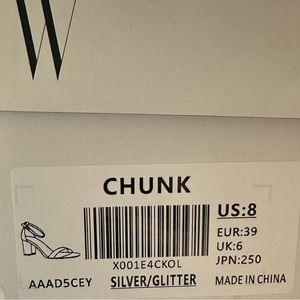 W
CHUNK
US:8
EUR:39
UK:6
JPN:250
X001E4CKOL
AAAD5CEY SILVER/GLITTER MADE IN CHINA